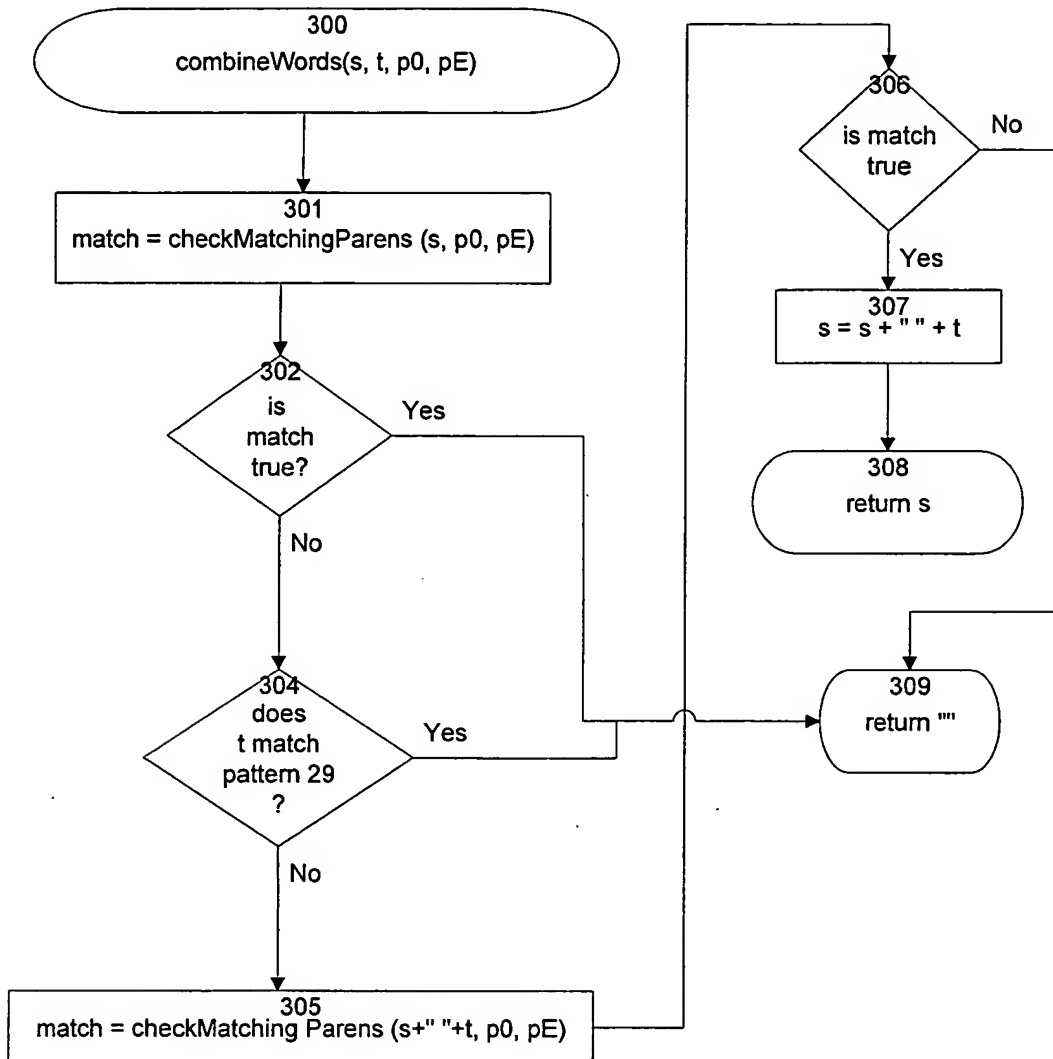 300
combineWords(s, t, p0, pE)
301
match = checkMatchingParens (s, p0, pE)
302
is
match
true?
Yes
No
304
does
t match
pattern 29
?
Yes
No
305
match = checkMatching Parens (s+" "+t, p0, pE)
306
is match
true
No
Yes
307
s = s + " " + t
308
return s
309
return ""